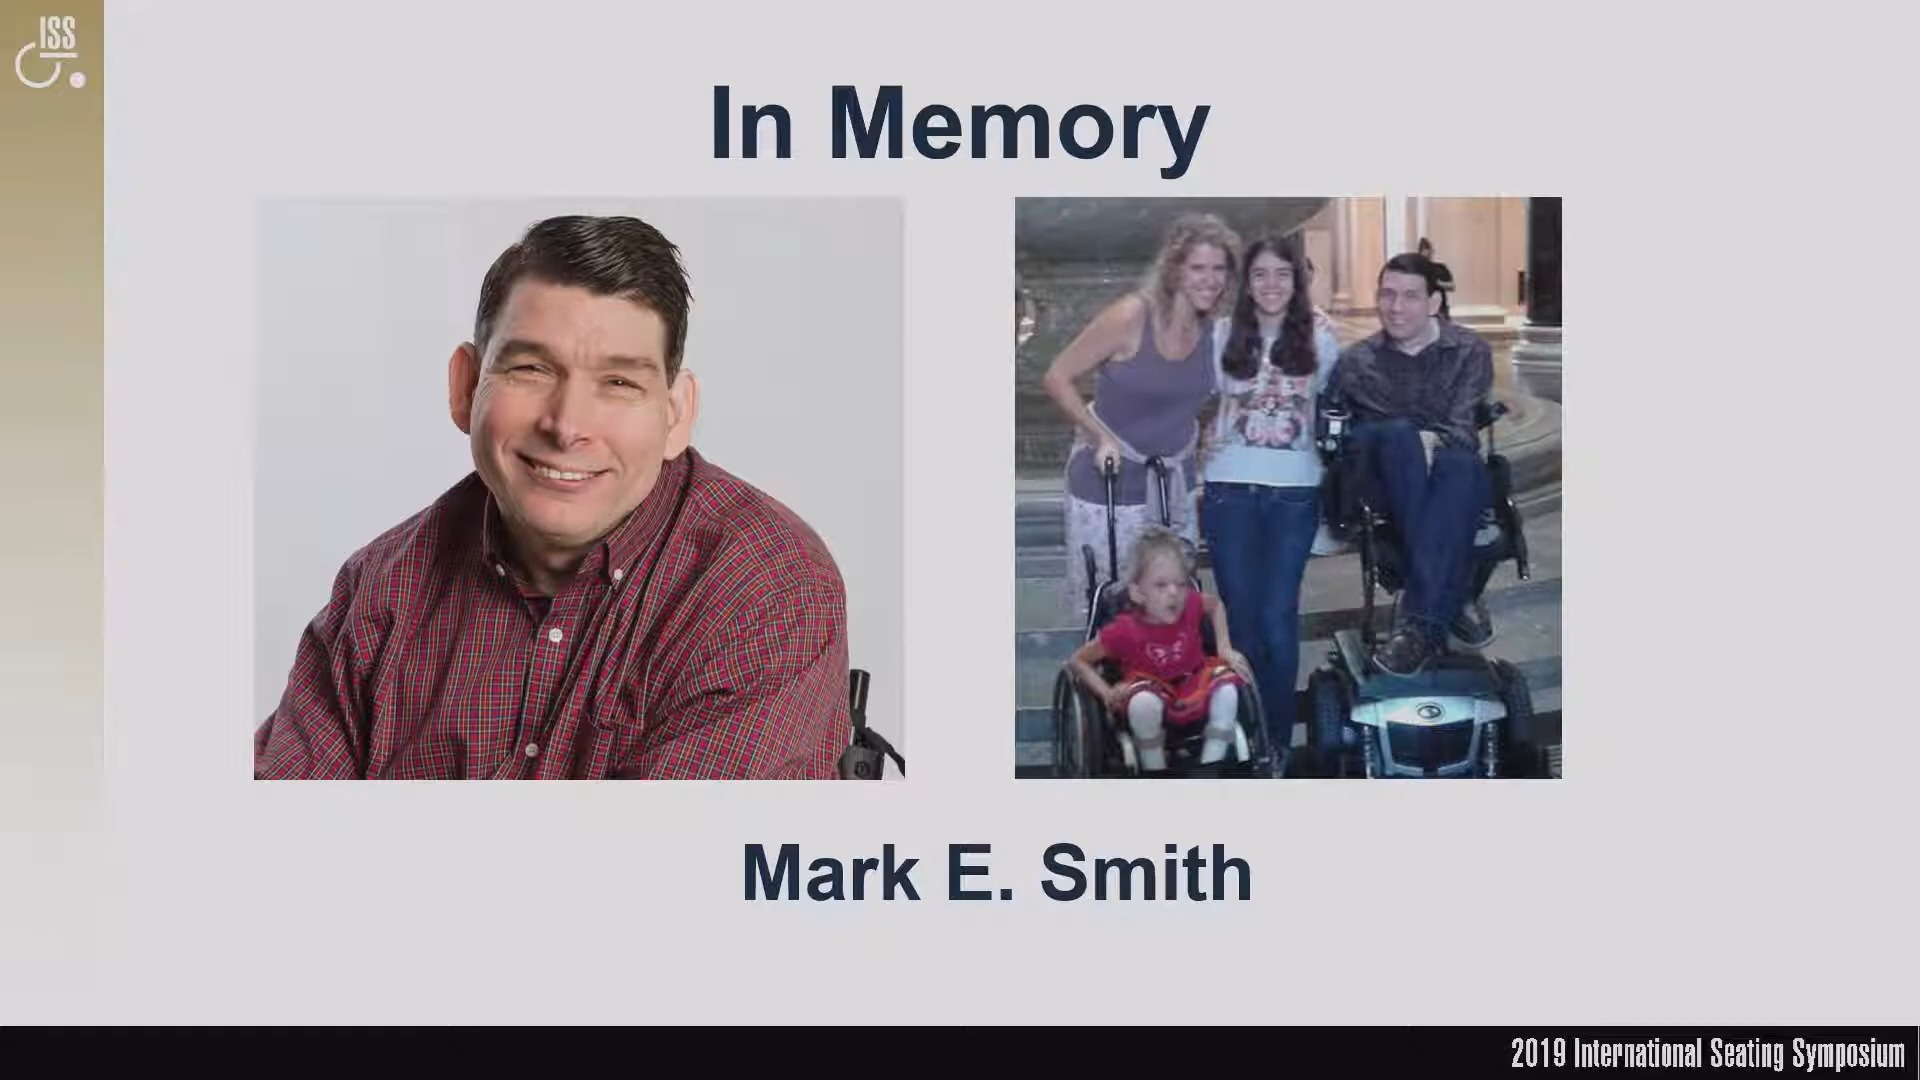 ISS
In Memory
Mark E. Smith
2019 International Seating Symposium